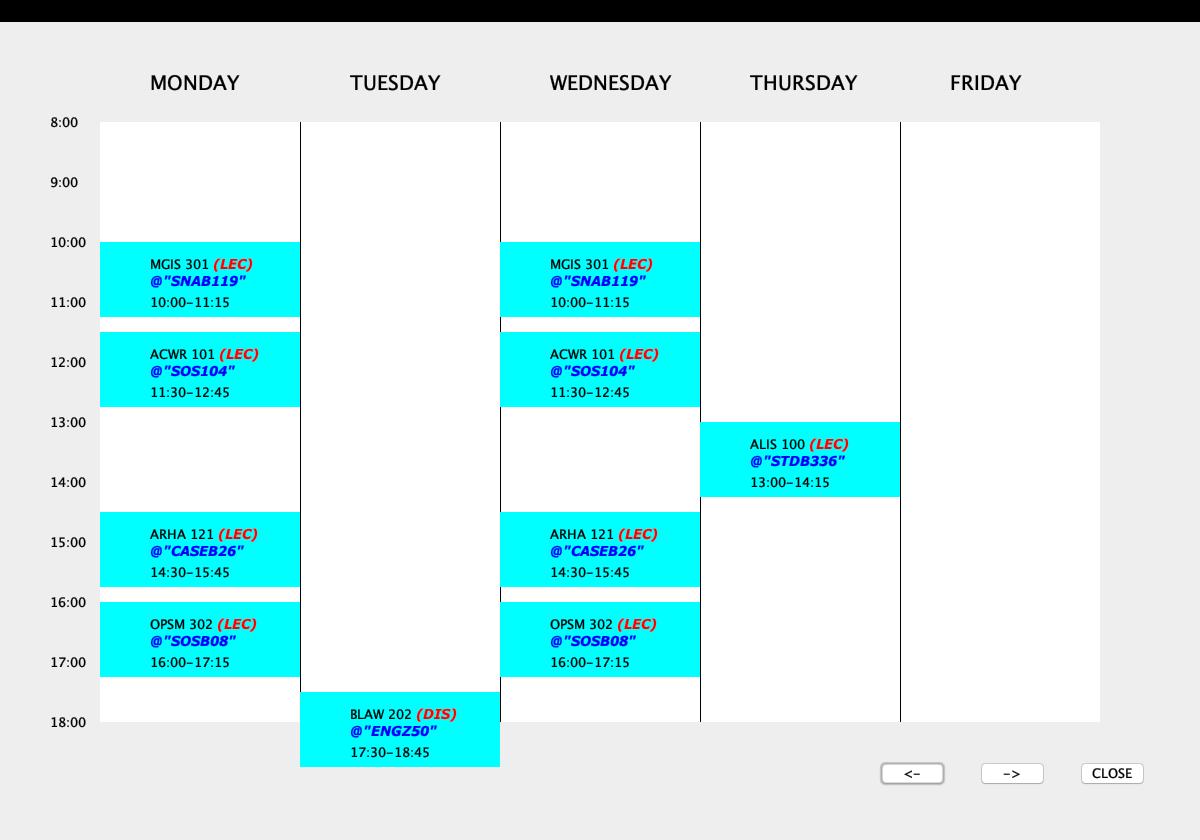 MONDAY TUESDAY WEDNESDAY THURSDAY FRIDAY
8:00
9:00
10:00
MGIS 301 (LEC) MGIS 301 (LEC)
@"SNAB119" @"SNAB119"
11:00 10:00-11:15 10:00-11:15
ACWR 101 (LEC) ACWR 101 (LEC)
12:00
@"SOS104" @"SOS104"
11:30-12:45 11:30-12:45
13:00
ALIS 100 (LEC)
@"STDB336"
14:00 13:00-14:15
ARHA 121 (LEC) ARHA 121 (LEC)
15:00
@"CASEB26" @"CASEB26"
14:30-15:45 14:30-15:45
16:00
OPSM 302 (LEC) OPSM 302 (LEC)
@"SOSB08" @"SOSB08"
17:00 16:00-17:15 16:00-17:15
BLAW 202 (DIS)
18:00
@"ENGZ50"
17:30-18:45
<- -> CLOSE